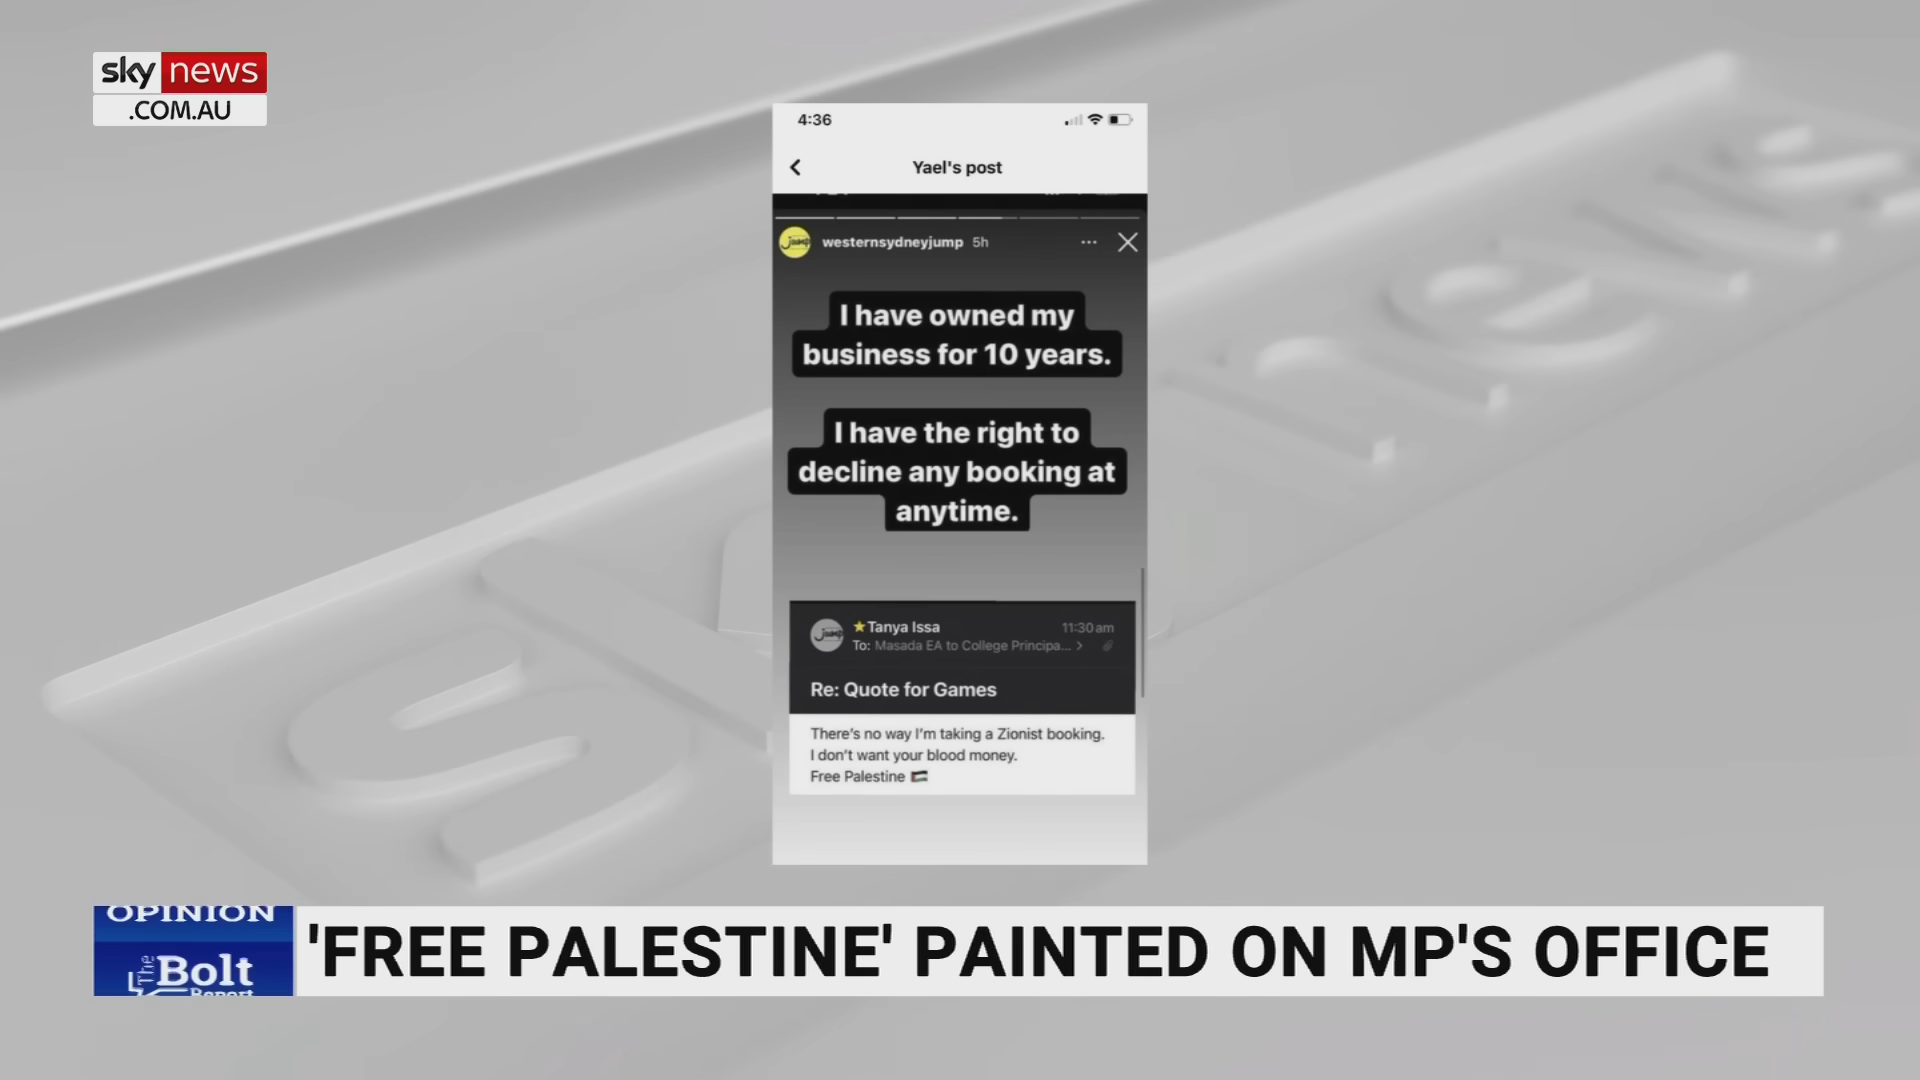 sky news
.COM.AU
4:36
Yael's post
jump
westernsydneyjump 5h
I have owned my
business for 10 years.
I have the right to
decline any booking at
anytime.
jump
Tanya Issa 11:30 am
To: Masada EA to College Principa... >
Re: Quote for Games
There's no way I'm taking a Zionist booking.
I don't want your blood money.
Free Palestine 🇵🇸
OPINION
The Bolt
Report
'FREE PALESTINE' PAINTED ON MP'S OFFICE